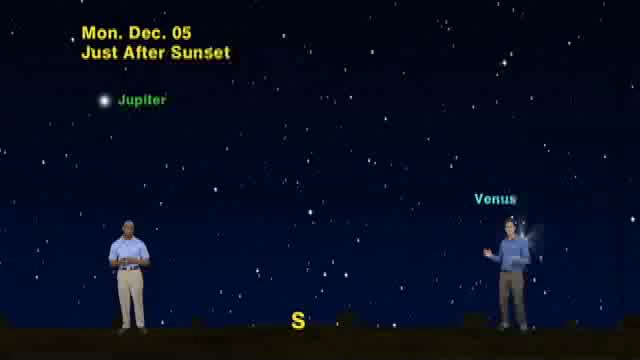 Mon. Dec. 05
Just After Sunset
Jupiter
Venus
S